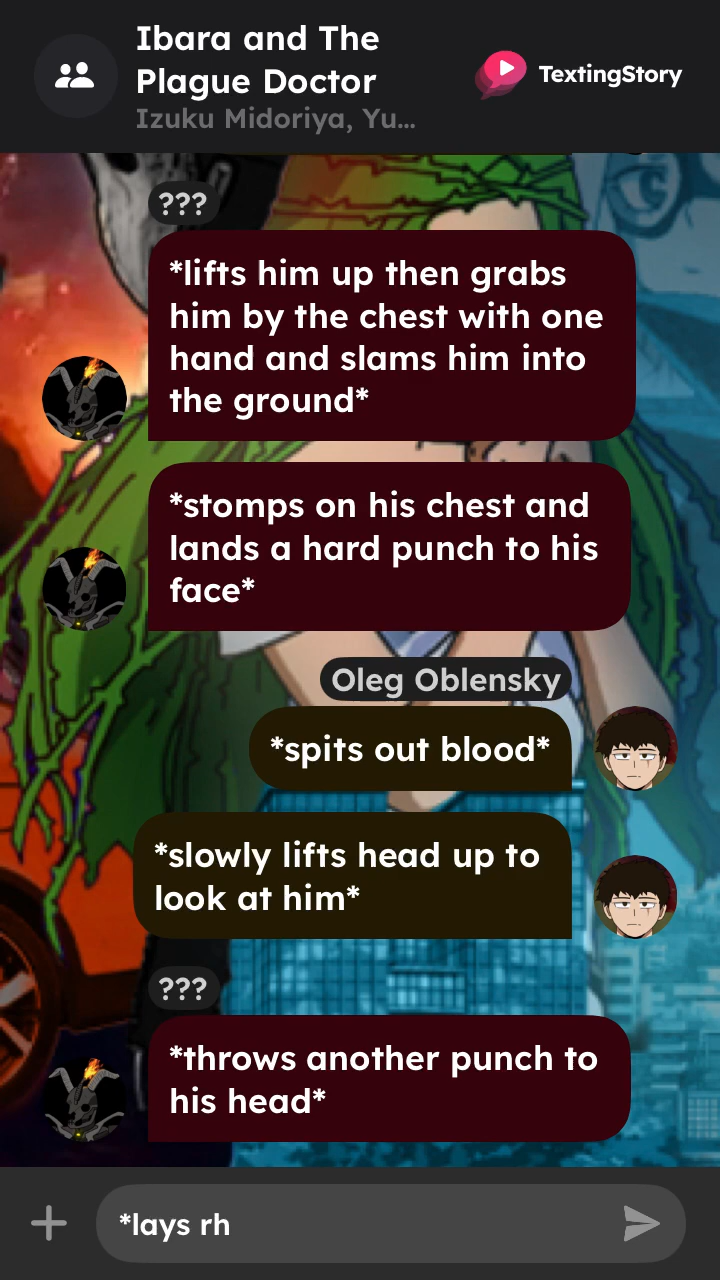 Ibara and The
Plague Doctor
Izuku Midoriya, Yu...
TextingStory
???
*lifts him up then grabs
him by the chest with one
hand and slams him into
the ground*
*stomps on his chest and
lands a hard punch to his
face*
Oleg Oblensky
*spits out blood*
*slowly lifts head up to
look at him*
???
*throws another punch to
his head*
*lays rh